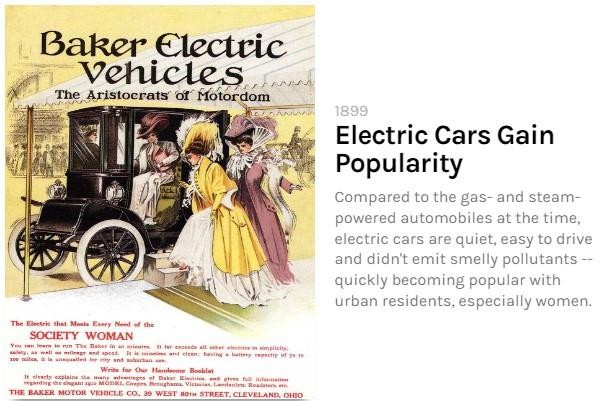 Baker Electric
Vehicles
The Aristocrats of Motordom
The Electric that Meets Every Need of the
SOCIETY WOMAN
You can learn to run The Baker in 20 minutes. It far exceeds all other electrics in simplicity,
safety, as well as mileage and speed. It is noiseless and clean; having a battery capacity of 70 to
100 miles, it is unequalled for city and suburban use.
Write for Our Handsome Booklet
It clearly explains the many advantages of Baker Electrics, and gives full information
regarding the elegant 1910 MODEL Coupes, Broughams, Victorias, Landaulets, Roadsters, etc.
THE BAKER MOTOR VEHICLE CO., 39 WEST 80TH STREET, CLEVELAND, OHIO
1899
Electric Cars Gain
Popularity
Compared to the gas- and steam-
powered automobiles at the time,
electric cars are quiet, easy to drive
and didn't emit smelly pollutants --
quickly becoming popular with
urban residents, especially women.